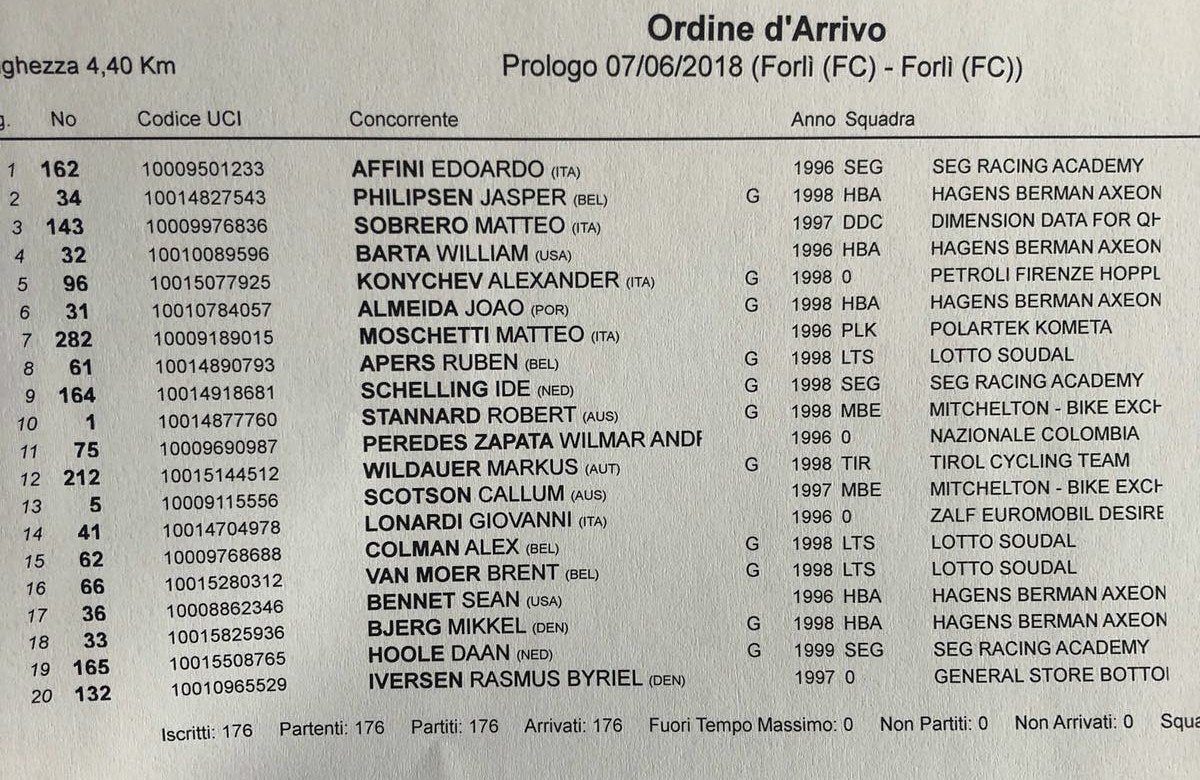 Ordine d'Arrivo
Prologo 07/06/2018 (Forlì (FC) - Forlì (FC))
4,40 Km
No Codice UCI Concorrente Anno Squadra
1 162 10009501233 AFFINI EDOARDO (ITA) 1996 SEG SEG RACING ACADEMY
2 34 10014827543 PHILIPSEN JASPER (BEL) G 1998 HBA HAGENS BERMAN AXEON
3 143 10009976836 SOBRERO MATTEO (ITA) 1997 DDC DIMENSION DATA FOR
4 32 10010089596 BARTA WILLIAM (USA) 1996 HBA HAGENS BERMAN AXEON
5 96 10015077925 KONYCHEV ALEXANDER (ITA) G 1998 0 PETROLI FIRENZE HOPPL
6 31 10010784057 ALMEIDA JOAO (POR) G 1998 HBA HAGENS BERMAN AXEON
7 282 10009189015 MOSCHETTI MATTEO (ITA) 1996 PLK POLARTEK KOMETA
8 61 10014890793 APERS RUBEN (BEL) G 1998 LTS LOTTO SOUDAL
9 164 10014918681 SCHELLING IDE (NED) G 1998 SEG SEG RACING ACADEMY
10 1 10014877760 STANNARD ROBERT (AUS) G 1998 MBE MITCHELTON - BIKE
11 75 10009690987 PEREDES ZAPATA WILMAR 1996 0 NAZIONALE COLOMBIA
12 212 10015144512 WILDAUER MARKUS (AUT) G 1998 TIR TIROL CYCLING TEAM
13 5 10009115556 SCOTSON CALLUM (AUS) 1997 MBE MITCHELTON - BIKE
14 41 10014704978 LONARDI GIOVANNI (ITA) 1996 0 ZALF EUROMOBIL DESIRE
15 62 10009768688 COLMAN ALEX (BEL) G 1998 LTS LOTTO SOUDAL
16 66 10015280312 VAN MOER BRENT (BEL) G 1998 LTS LOTTO SOUDAL
17 36 10008862346 BENNET SEAN (USA) 1996 HBA HAGENS BERMAN AXEON
18 33 10015825936 BJERG MIKKEL (DEN) G 1998 HBA HAGENS BERMAN AXEON
19 165 10015508765 HOOLE DAAN (NED) G 1999 SEG SEG RACING ACADEMY
20 132 10010965529 IVERSEN RASMUS BYRIEL (DEN) 1997 0 GENERAL STORE
Iscritti: 176 Partenti: 176 Partiti: 176 Arrivati: 176 Fuori Tempo Massimo: 0 Non Partiti: 0 Non Arrivati: 0